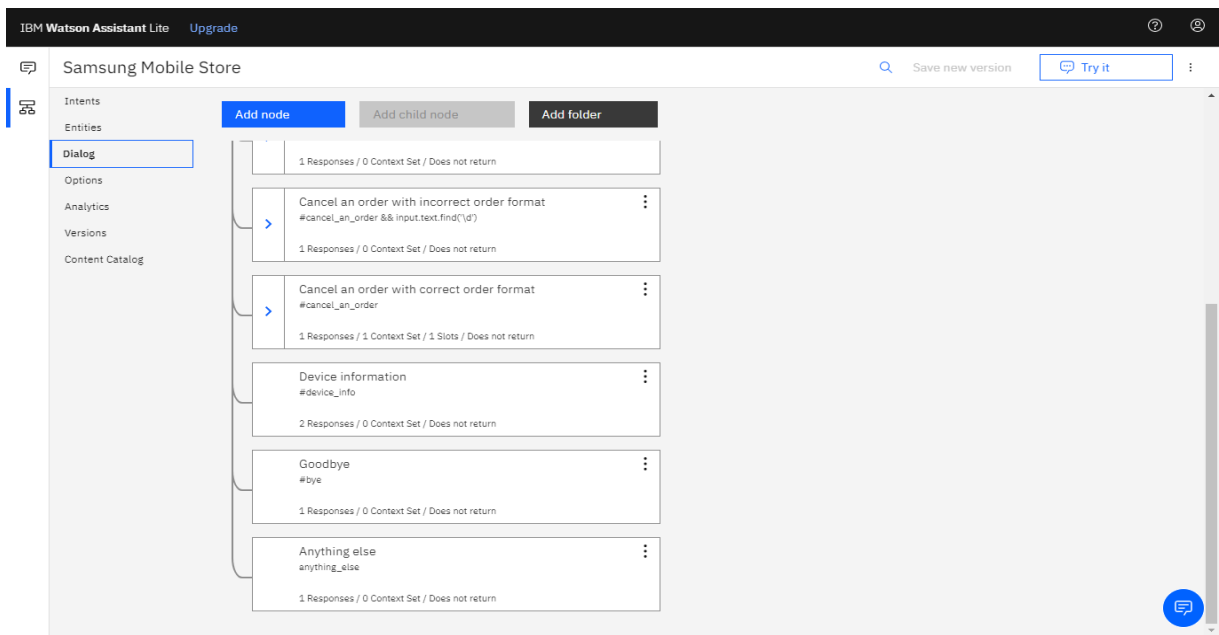 IBM Watson Assistant Lite Upgrade
Samsung Mobile Store
Save new version
Try it
Intents
Entities
Dialog
Options
Analytics
Versions
Content Catalog
Add node
Add child node
Add folder
1 Responses / 0 Context Set / Does not return
Cancel an order with incorrect order format
#cancel_an_order && input.text.find('\d')
1 Responses / 0 Context Set / Does not return
Cancel an order with correct order format
#cancel_an_order
1 Responses / 1 Context Set / 1 Slots / Does not return
Device information
#device_info
2 Responses / 0 Context Set / Does not return
Goodbye
#bye
1 Responses / 0 Context Set / Does not return
Anything else
anything_else
1 Responses / 0 Context Set / Does not return